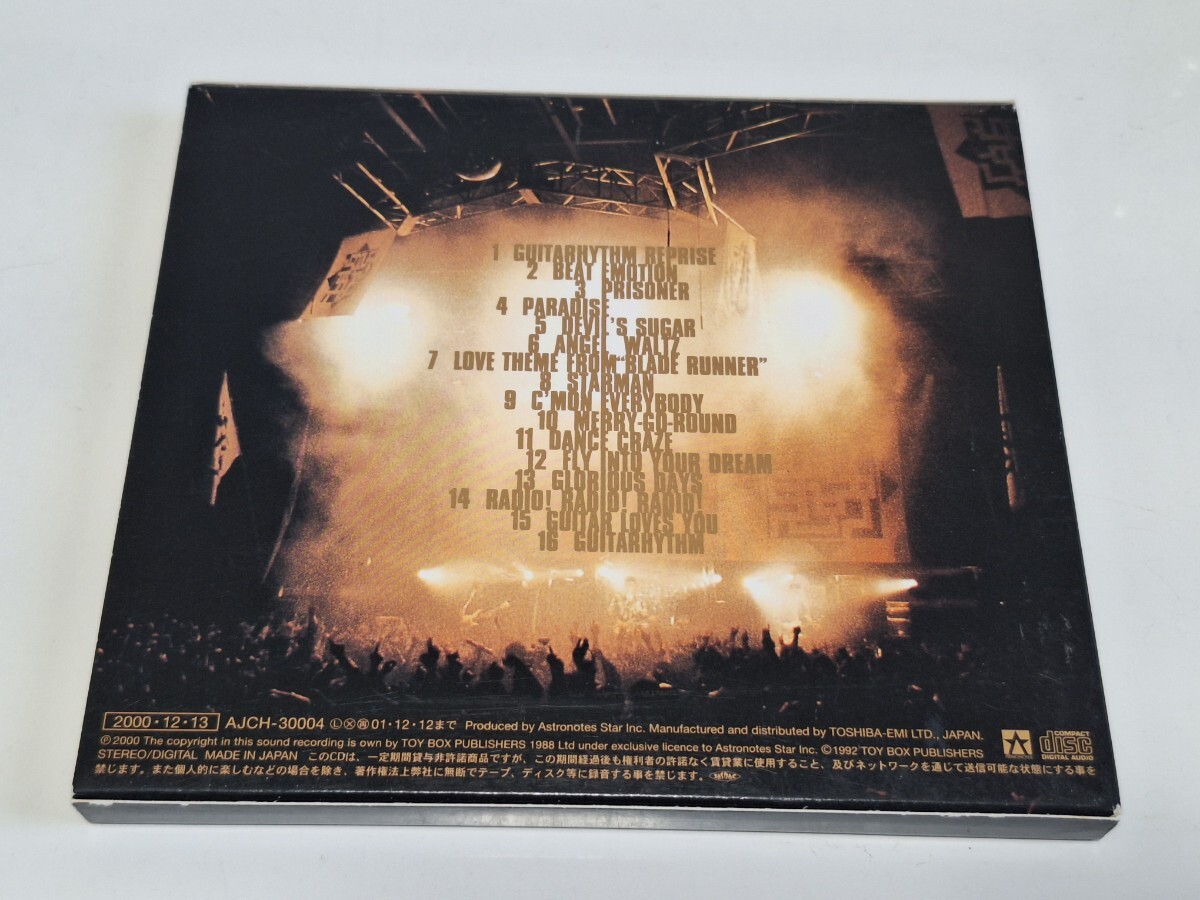 1 GUITARHYTHM REPRISE
2 BEAT EMOTION
3 PRISONER
4 PARADISE
5 DEVIL'S SUGAR
6 ANGEL WALTZ
7 LOVE THEME FROM "BLADE RUNNER"
8 STARMAN
9 C'MON EVERYBODY
10 MERRY-GO-ROUND
11 DANCE CRAZE
12 FLY INTO YOUR DREAM
13 GLORIOUS DAYS
14 RADIO! RADIO! RADIO!
15 GUITAR LOVES YOU
16 GUITARHYTHM
2000・12・13 AJCH-30004 Ⓛ Ⓧ 01・12・12まで Produced by Astronotes Star Inc. Manufactured and distributed by TOSHIBA-EMI LTD., JAPAN.
Ⓟ2000 The copyright in this sound recording is own by TOY BOX PUBLISHERS 1988 Ltd under exclusive licence to Astronotes Star Inc. ©1992 TOY BOX PUBLISHERS
STEREO/DIGITAL MADE IN JAPAN このCDは、一定期間貸与非許諾商品ですが、この期間経過後も権利者の許諾なく賃貸業に使用すること、及びネットワークを通じて送信可能な状態にする事を
禁じます。また個人的に楽しむなどの場合を除き、著作権法上弊社に無断でテープ、ディスク等に録音する事を禁じます。
COMPACT
disc
DIGITAL AUDIO